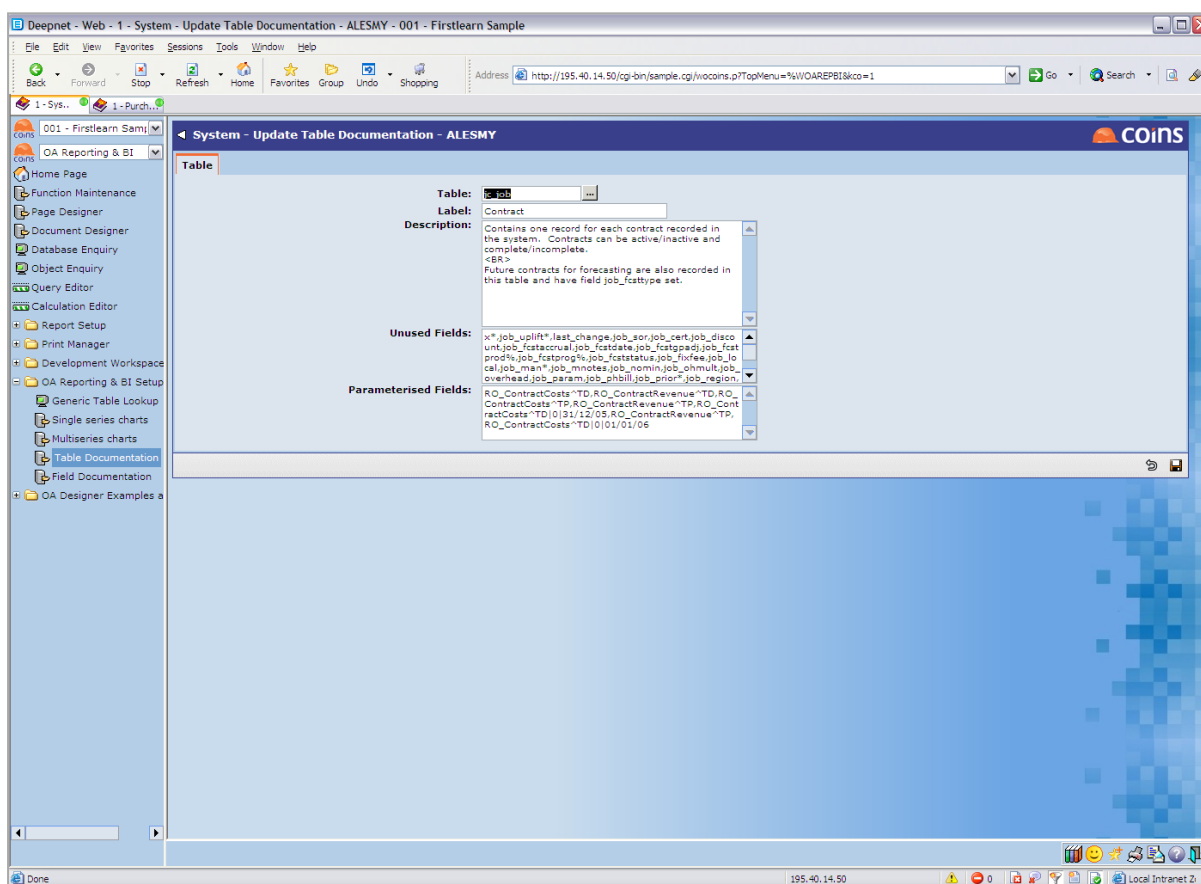 Deepnet - Web - 1 - System - Update Table Documentation - ALESMY - 001 - Firstlearn Sample
File Edit View Favorites Sessions Tools Window Help
Back Forward Stop Refresh Home Favorites Group Undo Shopping Address http://195.40.14.50/cgi-bin/sample.cgi/wocoins.p?TopMenu=%WOAREPBI&kco=1 Go Search
1 - Sys.. 1 - Purch...
coins 001 - Firstlearn Samp
coins OA Reporting & BI
Home Page
Function Maintenance
Page Designer
Document Designer
Database Enquiry
Object Enquiry
Query Editor
Calculation Editor
Report Setup
Print Manager
Development Workspace
OA Reporting & BI Setup
Generic Table Lookup
Single series charts
Multiseries charts
Table Documentation
Field Documentation
OA Designer Examples a
System - Update Table Documentation - ALESMY coins
Table
Table: jc_job ...
Label: Contract
Description: Contains one record for each contract recorded in
the system. Contracts can be active/inactive and
complete/incomplete.
<BR>
Future contracts for forecasting are also recorded in
this table and have field job_fcsttype set.
Unused Fields: x*,job_uplift*,last_change,job_sor,job_cert,job_disco
unt,job_fcstaccrual,job_fcstdate,job_fcstgpadj,job_fcst
prod%,job_fcstprog%,job_fcststatus,job_fixfee,job_lo
cal,job_man*,job_mnotes,job_nomin,job_ohmult,job_
overhead,job_param,job_phbill,job_prior*,job_region,
Parameterised Fields: RO_ContractCosts^TD,RO_ContractRevenue^TD,RO_
ContractCosts^TP,RO_ContractRevenue^TP,RO_Cont
ractCosts^TD|0|31/12/05,RO_ContractRevenue^TP,
RO_ContractCosts^TD|0|01/01/06
Done 195.40.14.50 0 Local Intranet Z